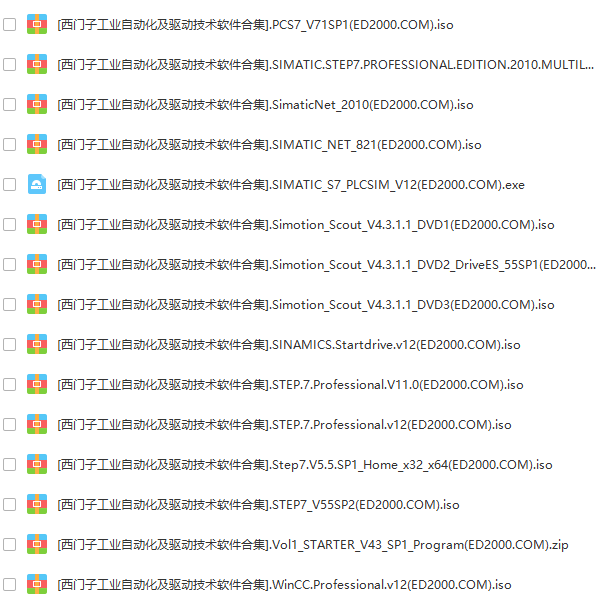 [西门子工业自动化及驱动技术软件合集].PCS7_V71SP1(ED2000.COM).iso
[西门子工业自动化及驱动技术软件合集].SIMATIC.STEP7.PROFESSIONAL.EDITION.2010.MULTIL...
[西门子工业自动化及驱动技术软件合集].SimaticNet_2010(ED2000.COM).iso
[西门子工业自动化及驱动技术软件合集].SIMATIC_NET_821(ED2000.COM).iso
[西门子工业自动化及驱动技术软件合集].SIMATIC_S7_PLCSIM_V12(ED2000.COM).exe
[西门子工业自动化及驱动技术软件合集].Simotion_Scout_V4.3.1.1_DVD1(ED2000.COM).iso
[西门子工业自动化及驱动技术软件合集].Simotion_Scout_V4.3.1.1_DVD2_DriveES_55SP1(ED2000...
[西门子工业自动化及驱动技术软件合集].Simotion_Scout_V4.3.1.1_DVD3(ED2000.COM).iso
[西门子工业自动化及驱动技术软件合集].SINAMICS.Startdrive.v12(ED2000.COM).iso
[西门子工业自动化及驱动技术软件合集].STEP.7.Professional.V11.0(ED2000.COM).iso
[西门子工业自动化及驱动技术软件合集].STEP.7.Professional.v12(ED2000.COM).iso
[西门子工业自动化及驱动技术软件合集].Step7.V5.5.SP1_Home_x32_x64(ED2000.COM).iso
[西门子工业自动化及驱动技术软件合集].STEP7_V55SP2(ED2000.COM).iso
[西门子工业自动化及驱动技术软件合集].Vol1_STARTER_V43_SP1_Program(ED2000.COM).zip
[西门子工业自动化及驱动技术软件合集].WinCC.Professional.v12(ED2000.COM).iso